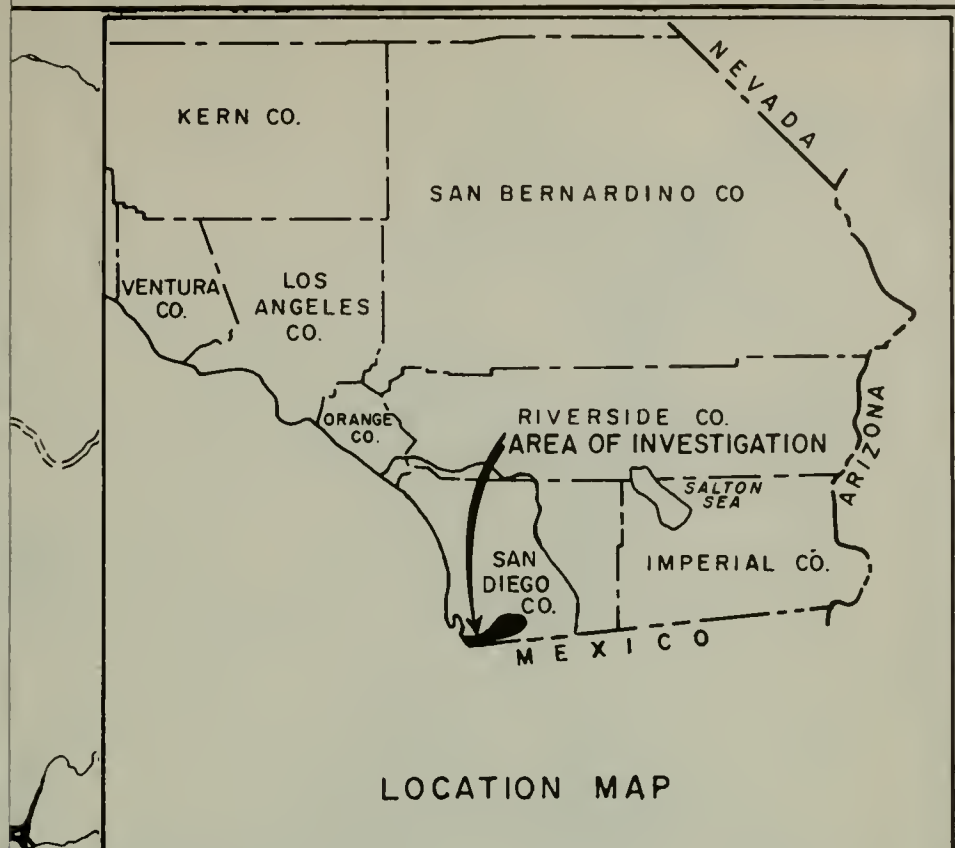 NEVADA
KERN CO.
SAN BERNARDINO CO
VENTURA
CO.
LOS
ANGELES
CO.
ORANGE
CO.
RIVERSIDE CO.
AREA OF INVESTIGATION
ARIZONA
SALTON
SEA
SAN
DIEGO
CO.
IMPERIAL CO.
MEXICO
LOCATION MAP